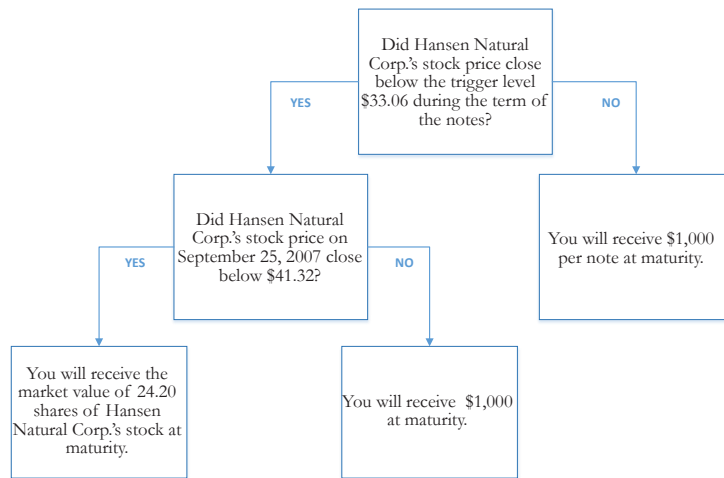 Did Hansen Natural
Corp.'s stock price close
below the trigger level
$33.06 during the term of
the notes?
YES
NO
Did Hansen Natural
Corp.'s stock price on
September 25, 2007 close
below $41.32?
You will receive $1,000
per note at maturity.
YES
NO
You will receive the
market value of 24.20
shares of Hansen
Natural Corp.'s stock at
maturity.
You will receive $1,000
at maturity.